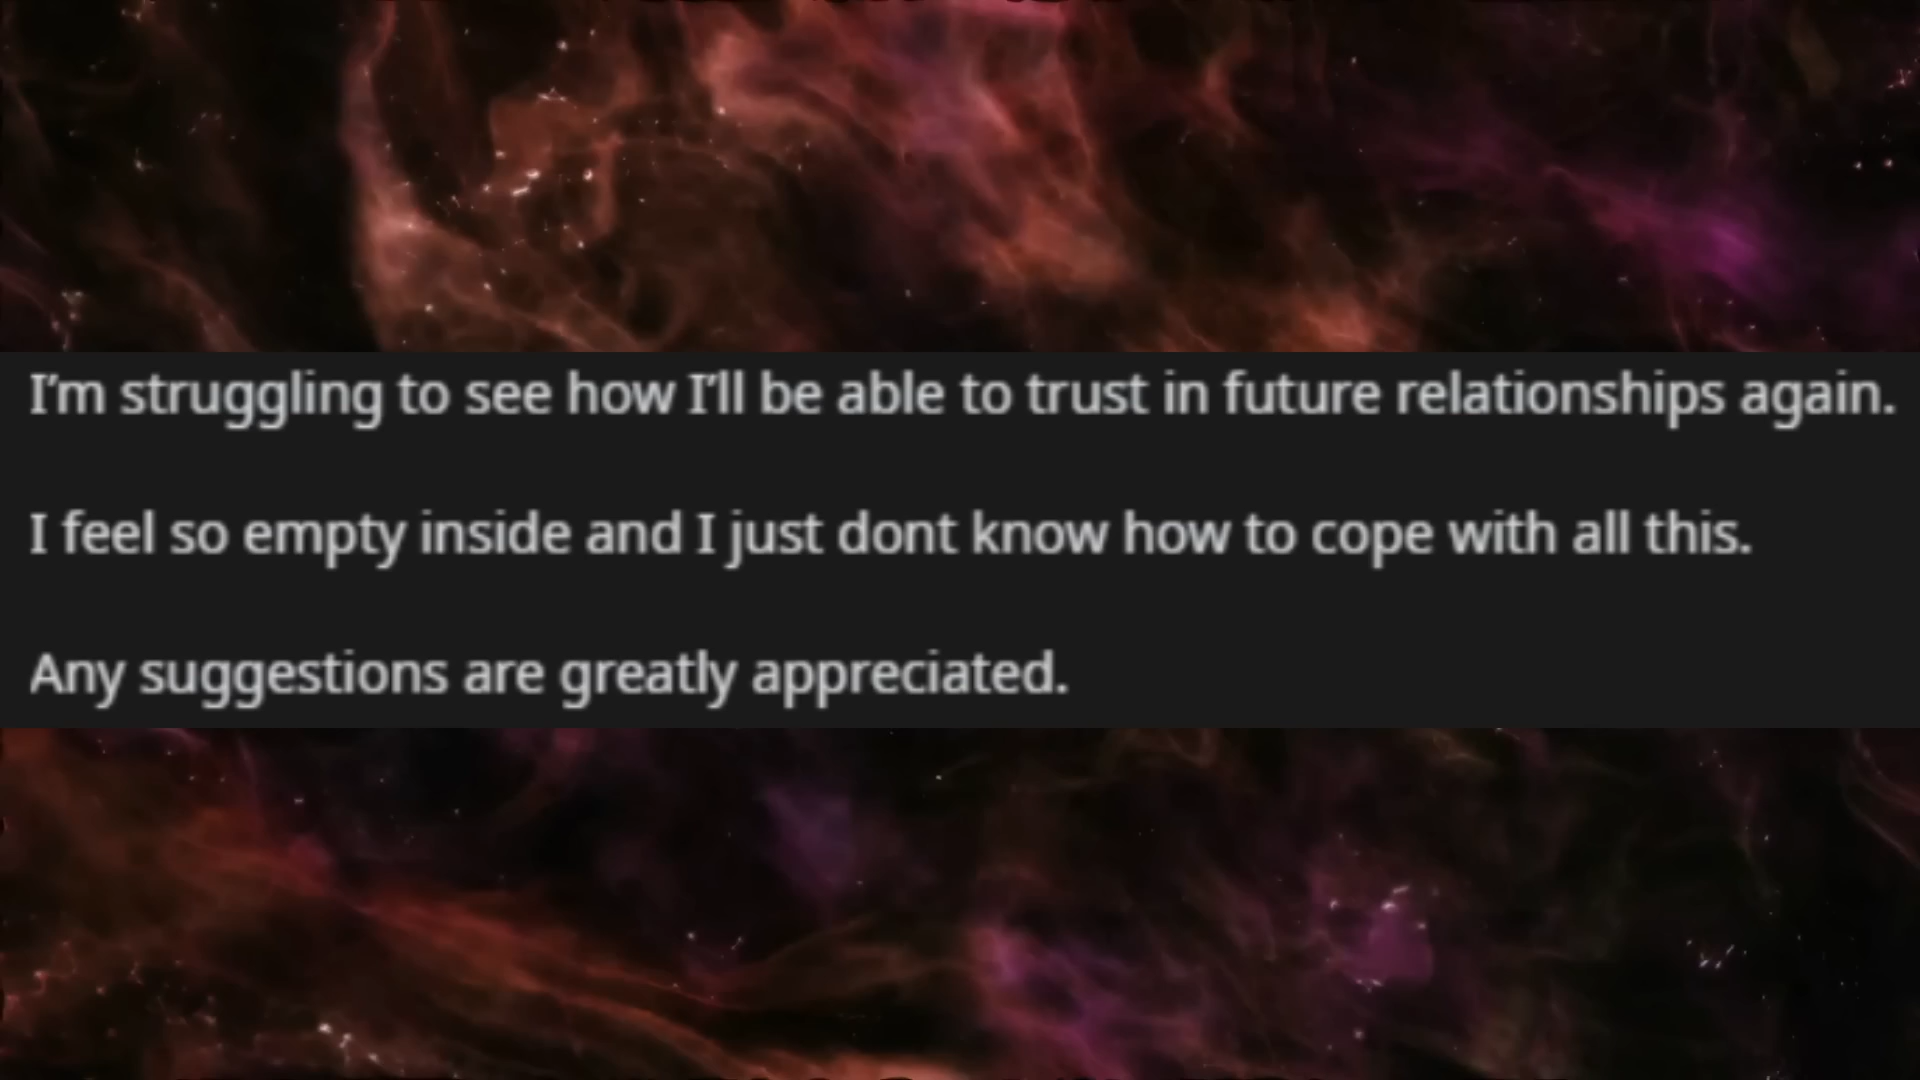 I’m struggling to see how I’ll be able to trust in future relationships again.
I feel so empty inside and I just dont know how to cope with all this.
Any suggestions are greatly appreciated.